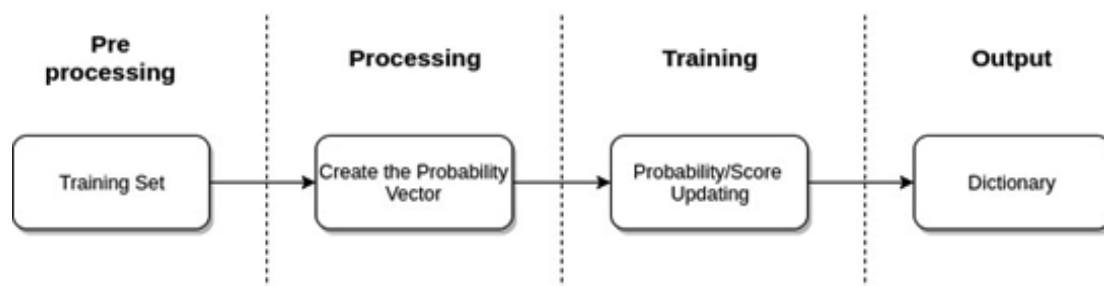 Pre
processing
Processing
Training
Output
Training Set
Create the Probability
Vector
Probability/Score
Updating
Dictionary